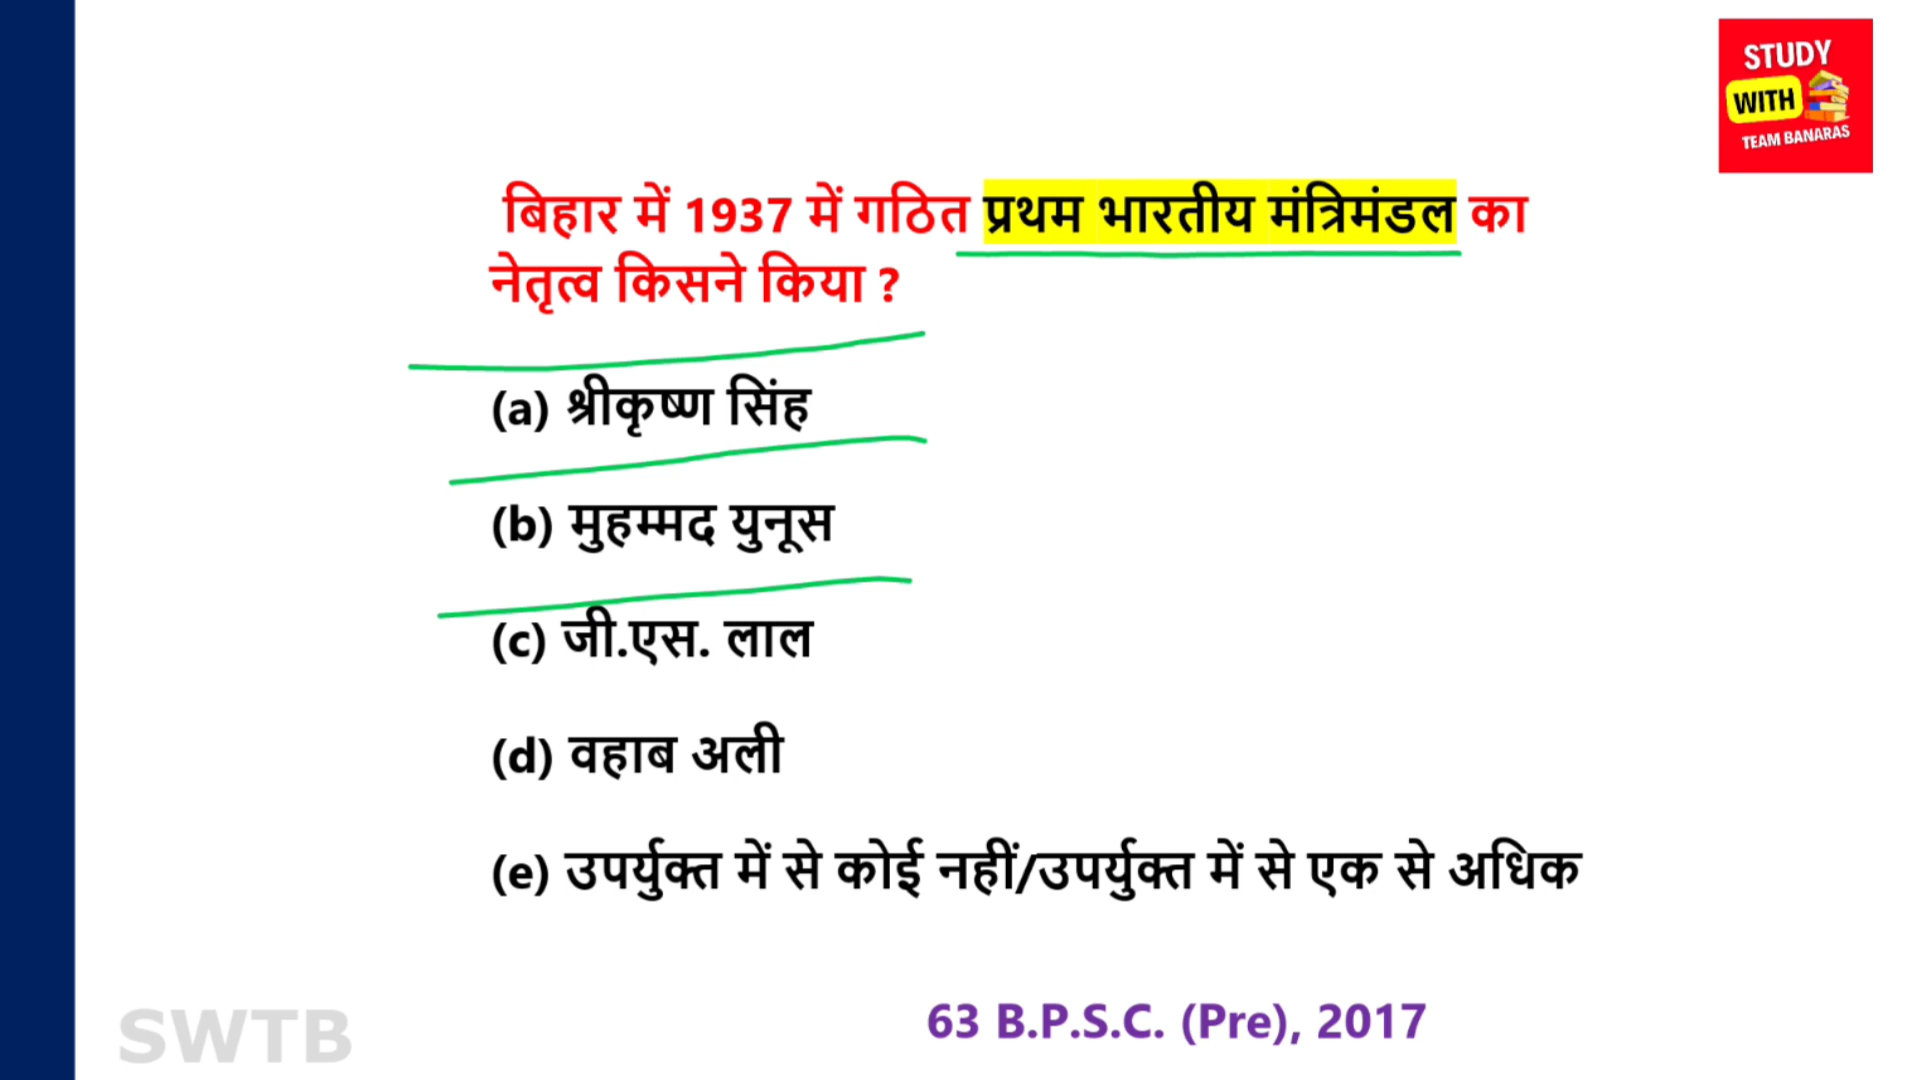 STUDY
WITH
TEAM BANARAS
बिहार में 1937 में गठित प्रथम भारतीय मंत्रिमंडल का
नेतृत्व किसने किया ?
(a) श्रीकृष्ण सिंह
(b) मुहम्मद युनूस
(c) जी.एस. लाल
(d) वहाब अली
(e) उपर्युक्त में से कोई नहीं/उपर्युक्त में से एक से अधिक
63 B.P.S.C. (Pre), 2017
SWTB